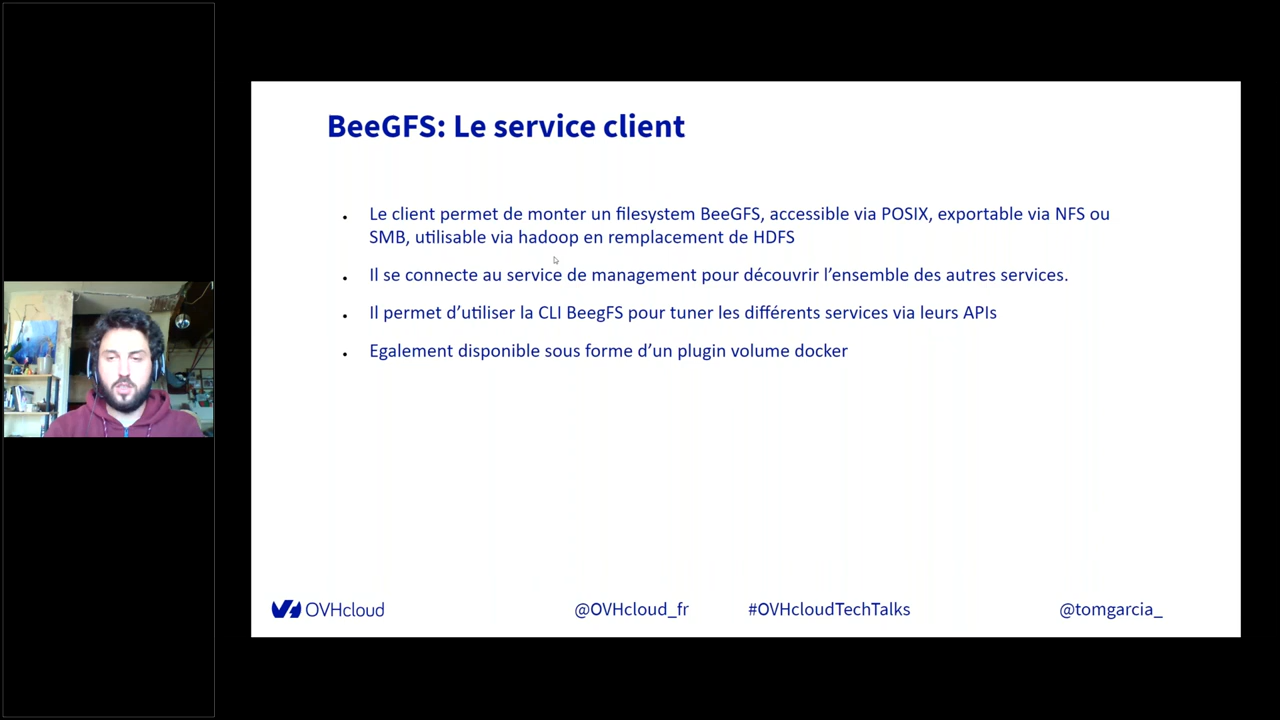 BeeGFS: Le service client
Le client permet de monter un filesystem BeeGFS, accessible via POSIX, exportable via NFS ou
SMB, utilisable via hadoop en remplacement de HDFS
Il se connecte au service de management pour découvrir l’ensemble des autres services.
Il permet d’utiliser la CLI BeegFS pour tuner les différents services via leurs APIs
Egalement disponible sous forme d’un plugin volume docker
OVHcloud
@OVHcloud_fr
#OVHcloudTechTalks
@tomgarcia_